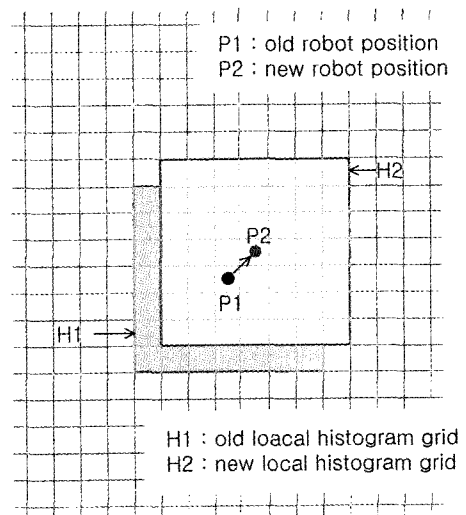 P1 : old robot position
P2 : new robot position
H2
P2
P1
H1
H1 : old loacal histogram grid
H2 : new local histogram grid